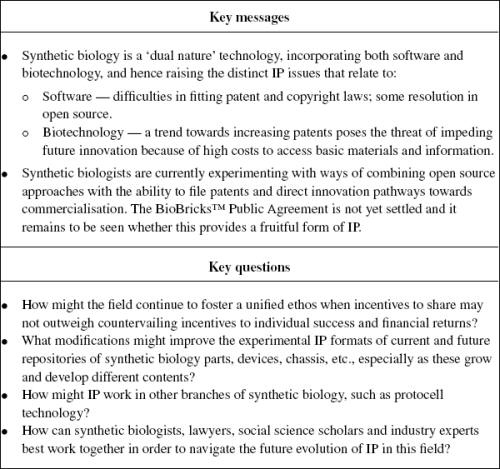 Key messages
● Synthetic biology is a ‘dual nature’ technology, incorporating both software and
biotechnology, and hence raising the distinct IP issues that relate to:
○ Software — difficulties in fitting patent and copyright laws; some resolution in
open source.
○ Biotechnology — a trend towards increasing patents poses the threat of impeding
future innovation because of high costs to access basic materials and information.
● Synthetic biologists are currently experimenting with ways of combining open source
approaches with the ability to file patents and direct innovation pathways towards
commercialisation. The BioBricks™ Public Agreement is not yet settled and it
remains to be seen whether this provides a fruitful form of IP.
Key questions
● How might the field continue to foster a unified ethos when incentives to share may
not outweigh countervailing incentives to individual success and financial returns?
● What modifications might improve the experimental IP formats of current and future
repositories of synthetic biology parts, devices, chassis, etc., especially as these grow
and develop different contents?
● How might IP work in other branches of synthetic biology, such as protocell
technology?
● How can synthetic biologists, lawyers, social science scholars and industry experts
best work together in order to navigate the future evolution of IP in this field?